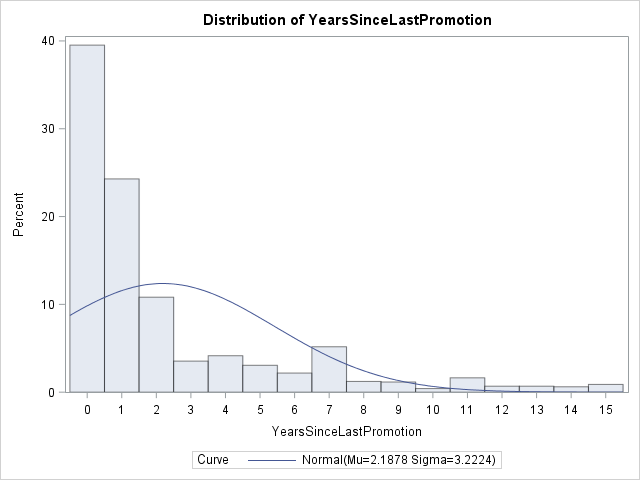 Distribution of YearsSinceLastPromotion
40
30
20
10
0
Percent
0 1 2 3 4 5 6 7 8 9 10 11 12 13 14 15
YearsSinceLastPromotion
Curve Normal(Mu=2.1878 Sigma=3.2224)